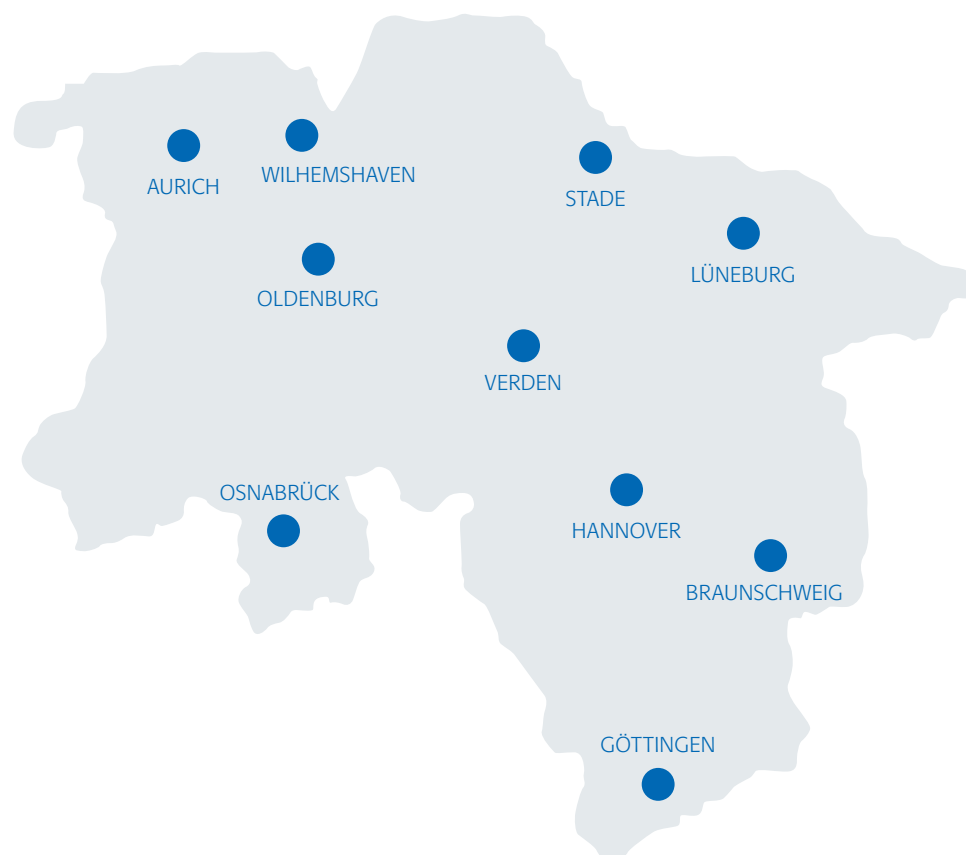 WILHEMSHAVEN
AURICH
STADE
LÜNEBURG
OLDENBURG
VERDEN
OSNABRÜCK
HANNOVER
BRAUNSCHWEIG
GÖTTINGEN